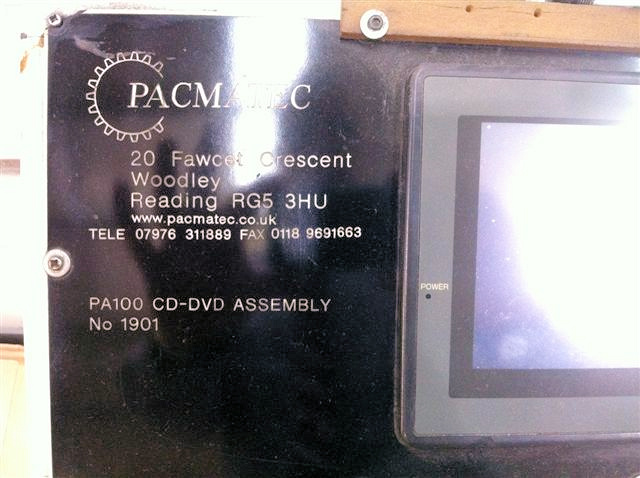 PACMATEC
20 Fawcet Crescent
Woodley
Reading RG5 3HU
www.pacmatec.co.uk
TELE 07976 311889 FAX 0118 9691663
PA100 CD-DVD ASSEMBLY
No 1901
POWER